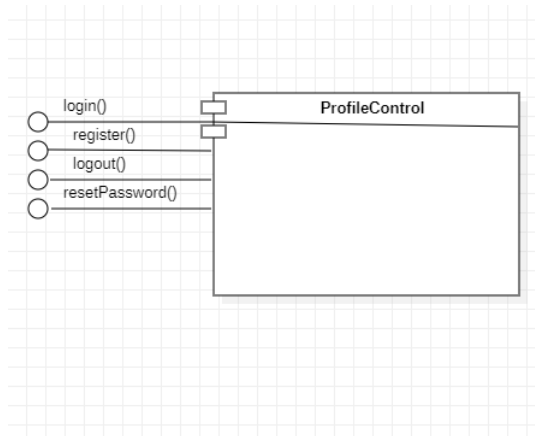 login()
ProfileControl
register()
logout()
resetPassword()